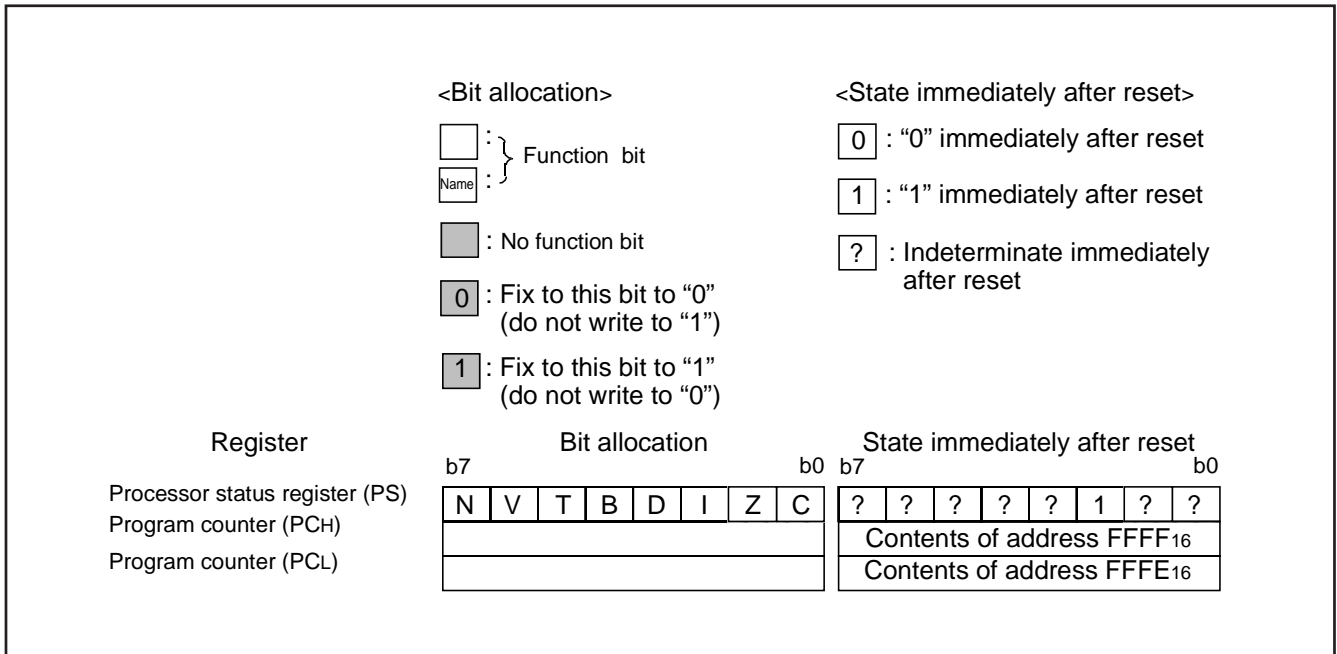 <Bit allocation>
:
Function bit
Name :
: No function bit
0 : Fix to this bit to “0”
(do not write to “1”)
1 : Fix to this bit to “1”
(do not write to “0”)
<State immediately after reset>
0 : “0” immediately after reset
1 : “1” immediately after reset
? : Indeterminate immediately
after reset
Register Bit allocation State immediately after reset
b7 b0 b7 b0
Processor status register (PS) N V T B D I Z C ? ? ? ? ? 1 ? ?
Program counter (PCH) Contents of address FFFF16
Program counter (PCL) Contents of address FFFE16